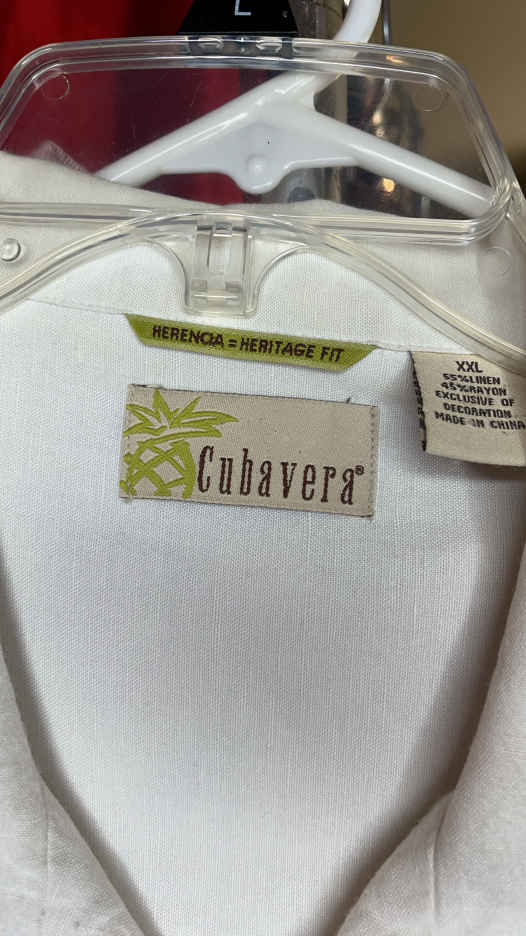 L
HERENCIA = HERITAGE FIT
Cubavera®
XXL
55%LINEN
45%RAYON
EXCLUSIVE OF
DECORATION
MADE IN CHINA